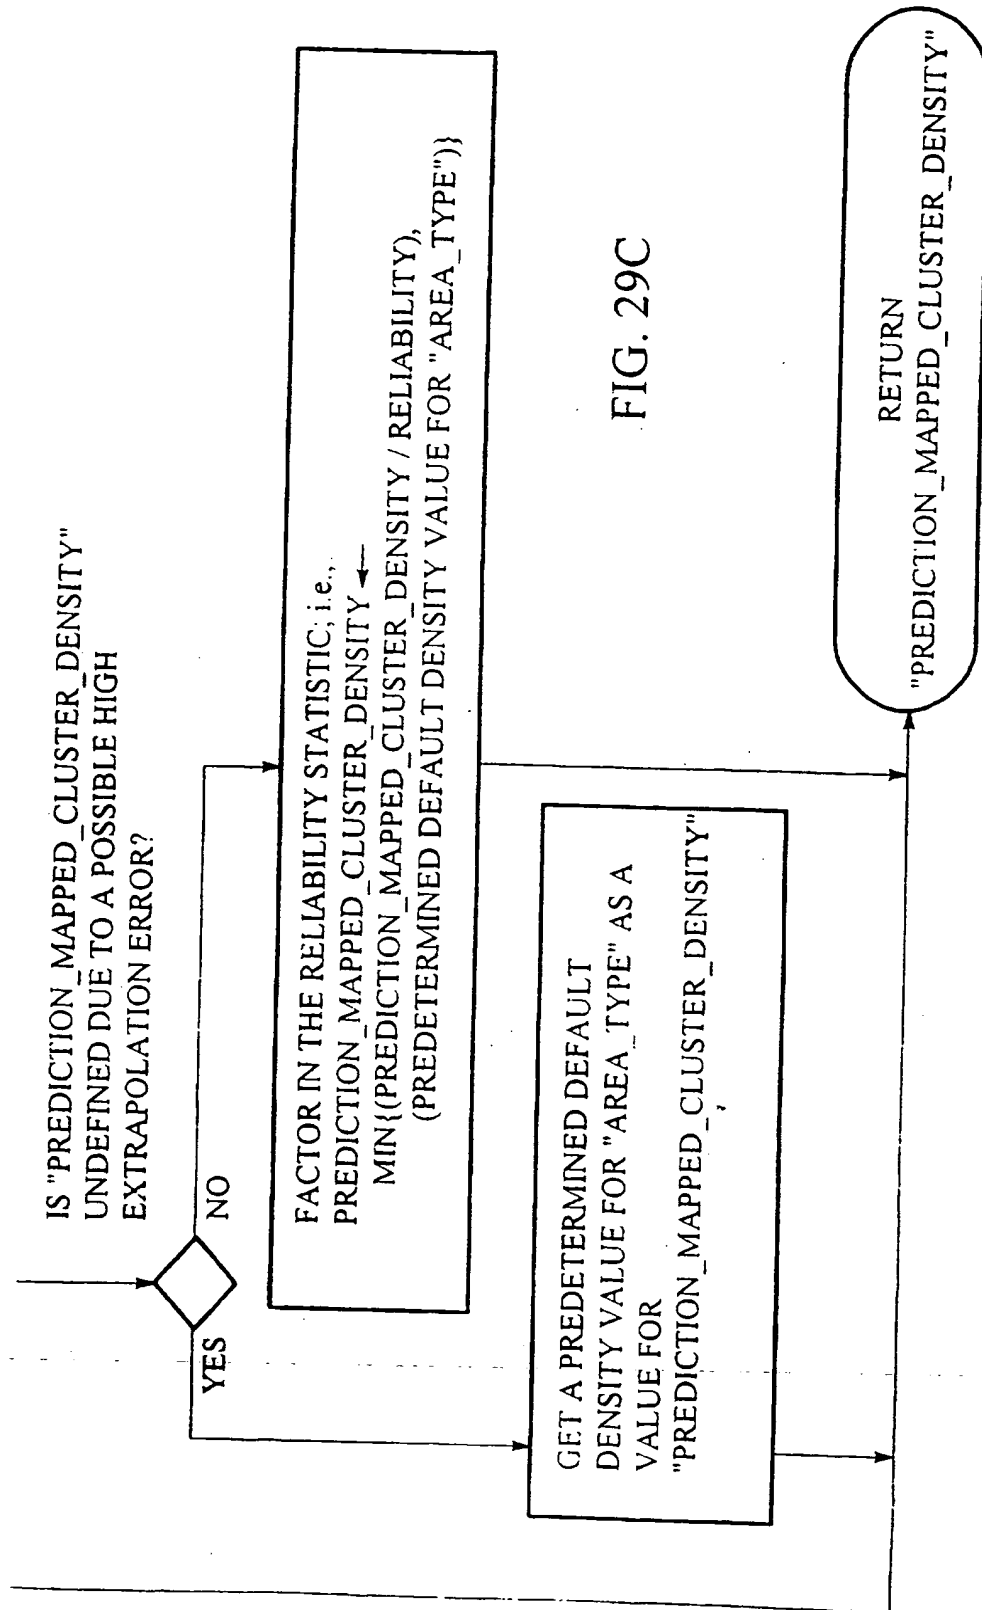 IS "PREDICTION_MAPPED_CLUSTER_DENSITY"
UNDEFINED DUE TO A POSSIBLE HIGH
EXTRAPOLATION ERROR?
YES
NO
FACTOR IN THE RELIABILITY STATISTIC; i.e.,
PREDICTION_MAPPED_CLUSTER_DENSITY ←
MIN{(PREDICTION_MAPPED_CLUSTER_DENSITY / RELIABILITY),
(PREDETERMINED DEFAULT DENSITY VALUE FOR "AREA_TYPE")}
GET A PREDETERMINED DEFAULT
DENSITY VALUE FOR "AREA_TYPE" AS A
VALUE FOR
"PREDICTION_MAPPED_CLUSTER_DENSITY"
FIG. 29C
RETURN
"PREDICTION_MAPPED_CLUSTER_DENSITY"